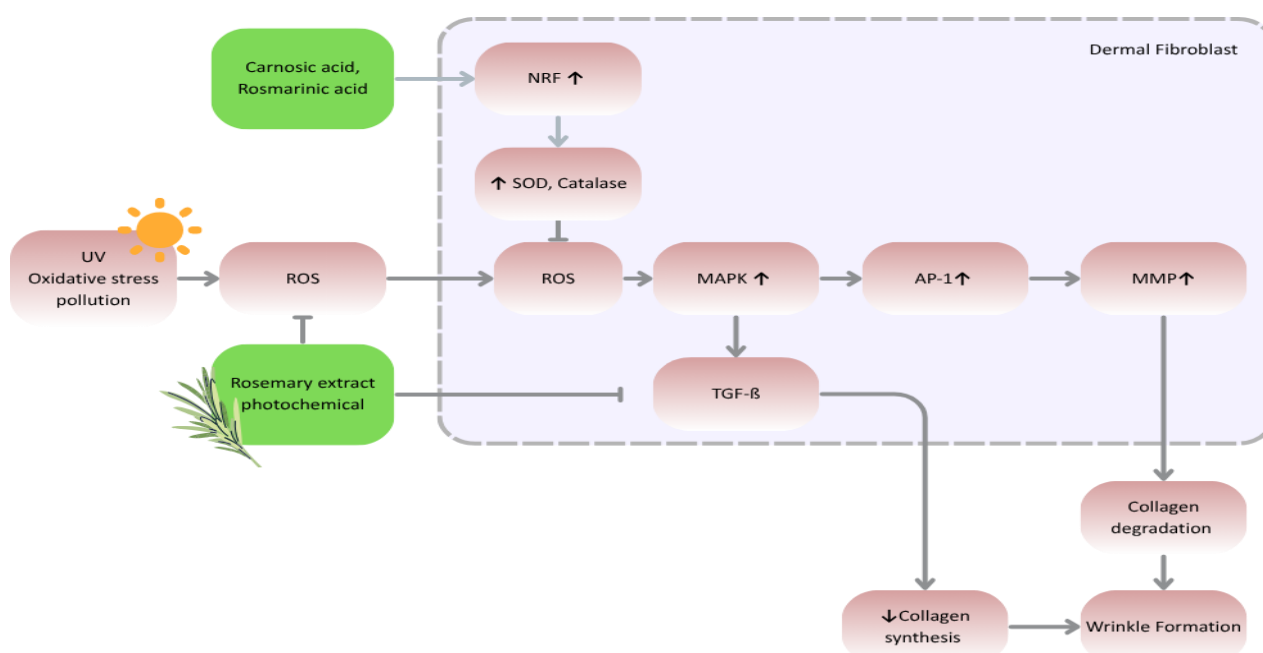 Dermal Fibroblast
Carnosic acid,
Rosmarinic acid
NRF ↑
↑ SOD, Catalase
UV
Oxidative stress
pollution
ROS
ROS
MAPK ↑
AP-1↑
MMP↑
Rosemary extract
photochemical
TGF-ß
Collagen
degradation
↓Collagen
synthesis
Wrinkle Formation